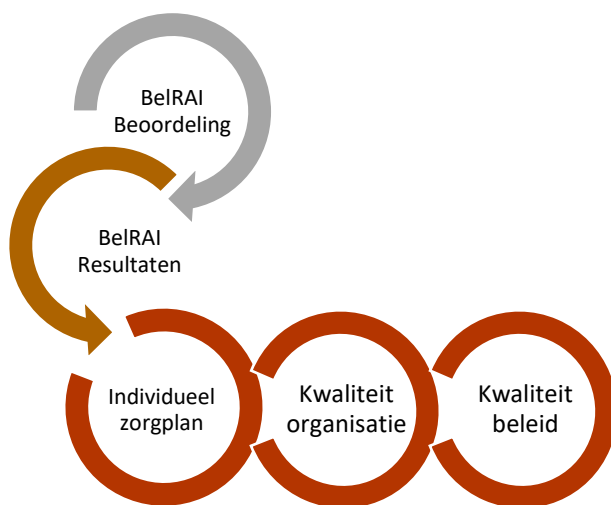 BelRAI
Beoordeling
BelRAI
Resultaten
Individueel
zorgplan
Kwaliteit
organisatie
Kwaliteit
beleid